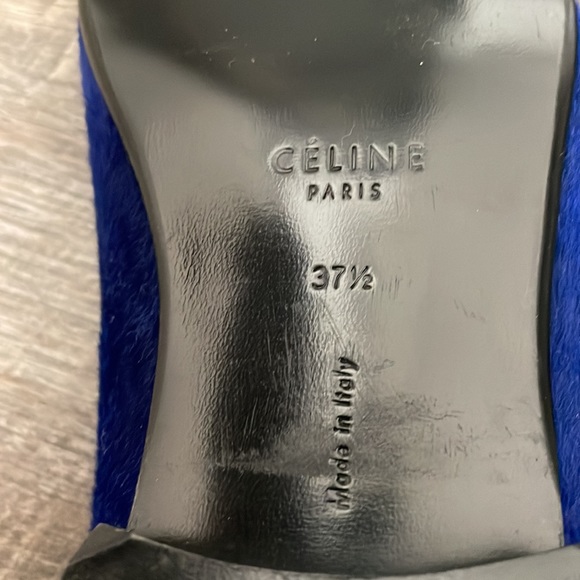 CÉLINE
PARIS
37½
Made in Italy